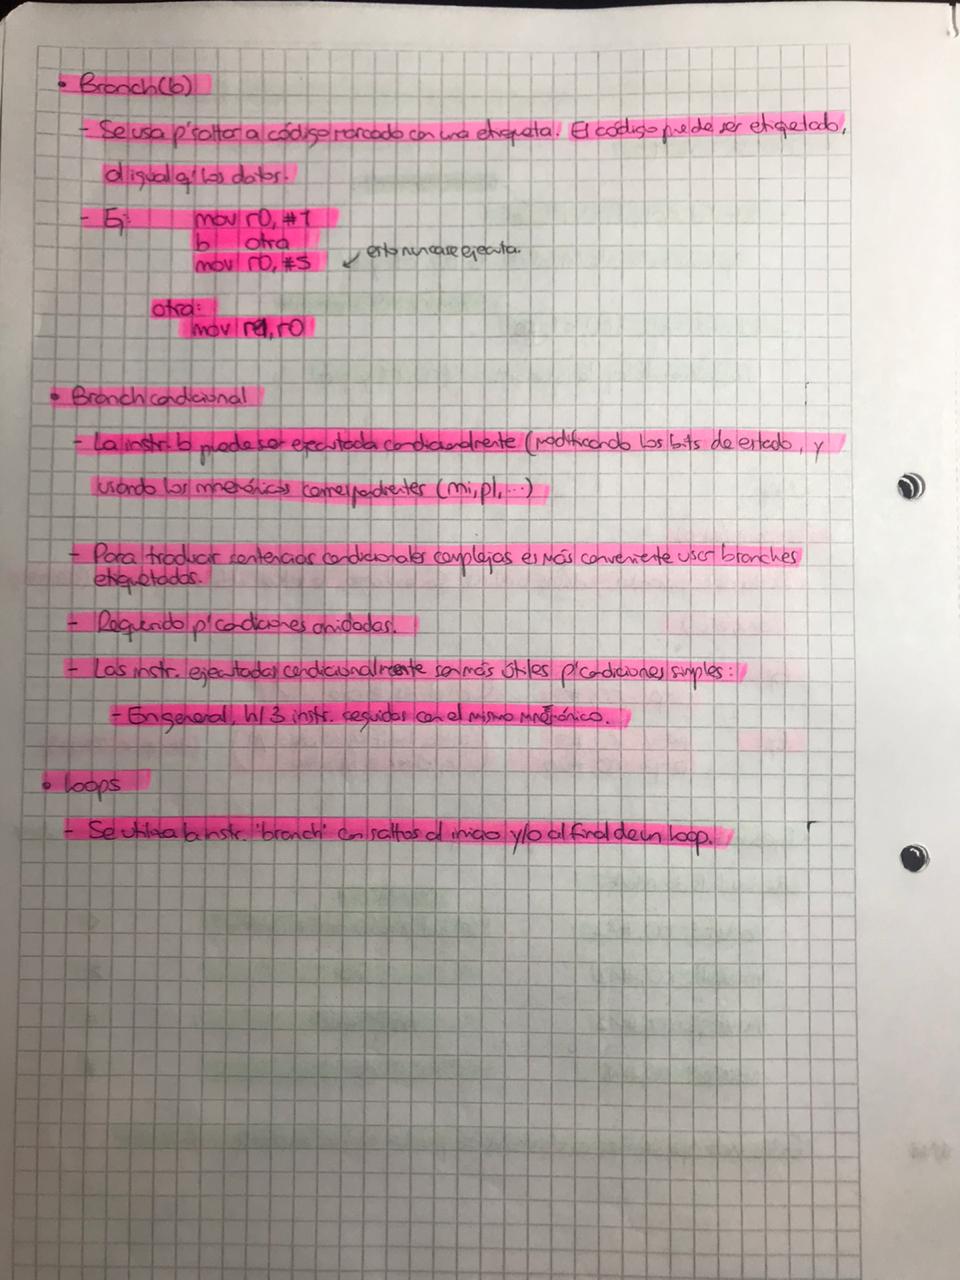 • Branch (b)
- Se usa p' saltar a código marcado con una etiqueta. El código puede ser etiquetado,
al igual q' los datos.
- Ej: mov r0, #1
b otra
mov r0, #5 ↙ esto nunca se ejecuta.
otra:
mov r1, r0
• Branch condicional
- La instr. b puede ser ejecutada condicionalmente (modificando los bits de estado, y
usando los mnemónicos correspondientes (mi, pl, ...)
- Para traducir sentencias condicionales complejas es más conveniente usar branches
etiquetados.
- Requerido p' condiciones anidadas.
- Las instr. ejecutadas condicionalmente son más útiles p' condiciones simples:
- En general, h/ 3 instr. seguidas con el mismo mnemónico.
• Loops
- Se utiliza la instr. 'branch' con saltos al inicio y/o al final de un loop.